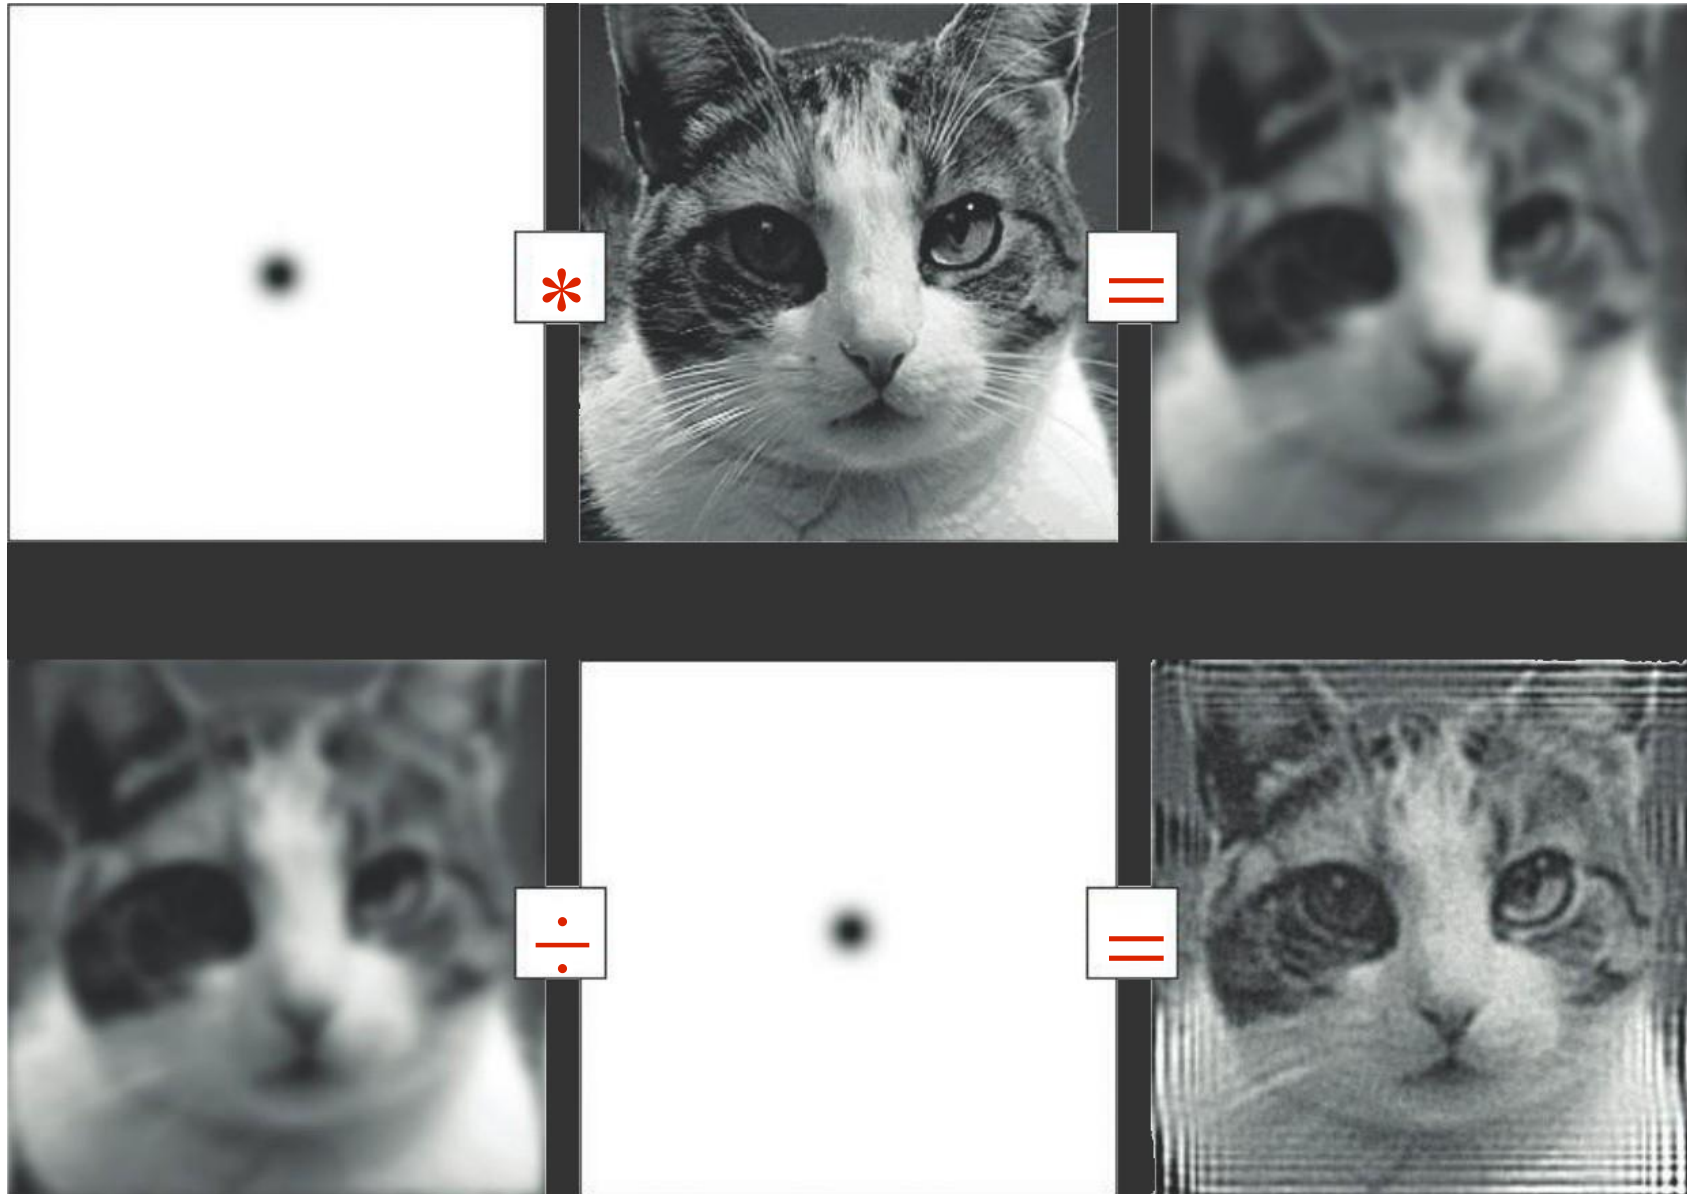 * =
÷ =